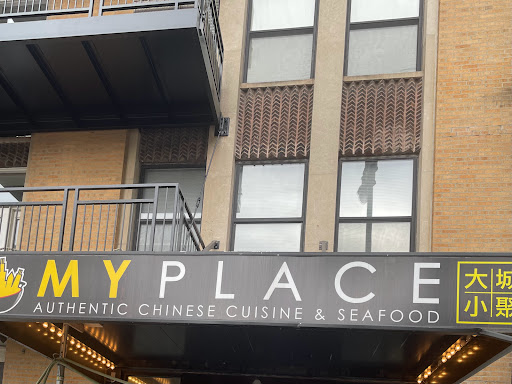 MY PLACE
AUTHENTIC CHINESE CUISINE & SEAFOOD
大城
小聚